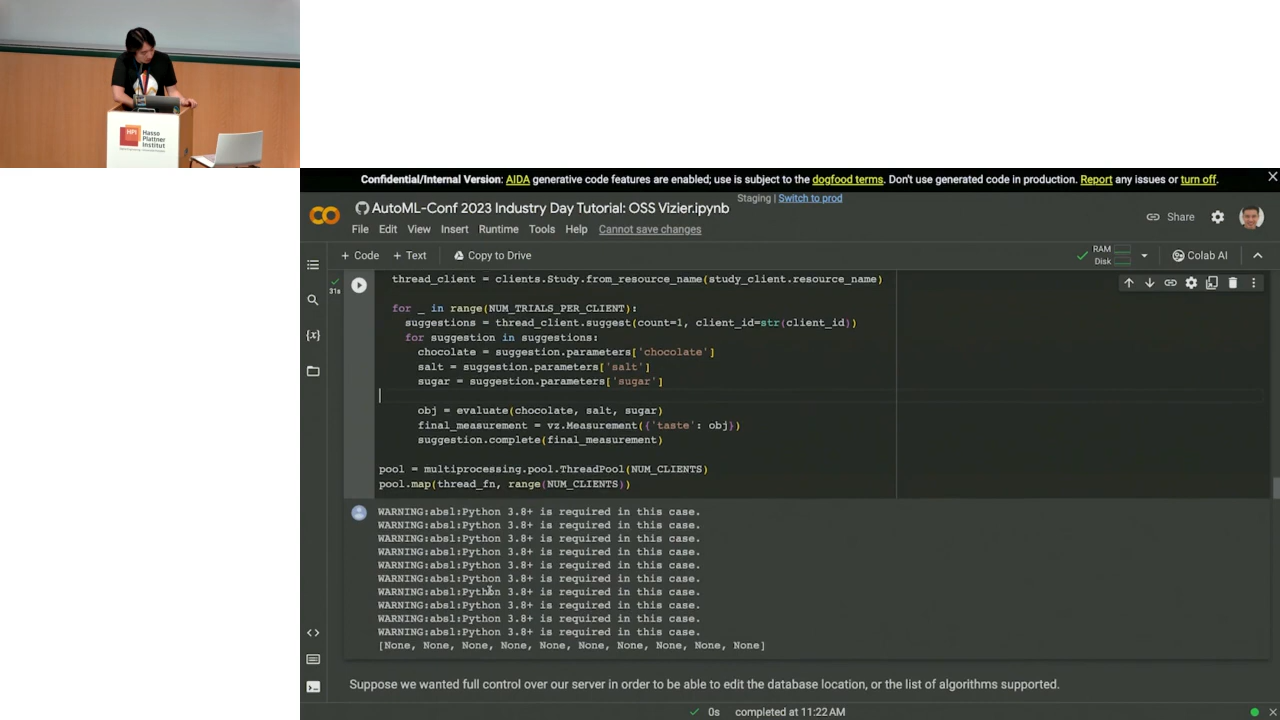 HPI Hasso
Plattner
Institut
Confidential/Internal Version: AIDA generative code features are enabled; use is subject to the dogfood terms. Don't use generated code in production. Report any issues or turn off.
Staging | Switch to prod
AutoML-Conf 2023 Industry Day Tutorial: OSS Vizier.ipynb
Share
File Edit View Insert Runtime Tools Help Cannot save changes
+ Code + Text Copy to Drive
RAM
Disk
Colab AI
31s
thread_client = clients.Study.from_resource_name(study_client.resource_name)
for _ in range(NUM_TRIALS_PER_CLIENT):
suggestions = thread_client.suggest(count=1, client_id=str(client_id))
for suggestion in suggestions:
chocolate = suggestion.parameters['chocolate']
salt = suggestion.parameters['salt']
sugar = suggestion.parameters['sugar']
obj = evaluate(chocolate, salt, sugar)
final_measurement = vz.Measurement({'taste': obj})
suggestion.complete(final_measurement)
pool = multiprocessing.pool.ThreadPool(NUM_CLIENTS)
pool.map(thread_fn, range(NUM_CLIENTS))
WARNING:absl:Python 3.8+ is required in this case.
WARNING:absl:Python 3.8+ is required in this case.
WARNING:absl:Python 3.8+ is required in this case.
WARNING:absl:Python 3.8+ is required in this case.
WARNING:absl:Python 3.8+ is required in this case.
WARNING:absl:Python 3.8+ is required in this case.
WARNING:absl:Python 3.8+ is required in this case.
WARNING:absl:Python 3.8+ is required in this case.
WARNING:absl:Python 3.8+ is required in this case.
WARNING:absl:Python 3.8+ is required in this case.
[None, None, None, None, None, None, None, None, None, None]
Suppose we wanted full control over our server in order to be able to edit the database location, or the list of algorithms supported.
0s completed at 11:22 AM